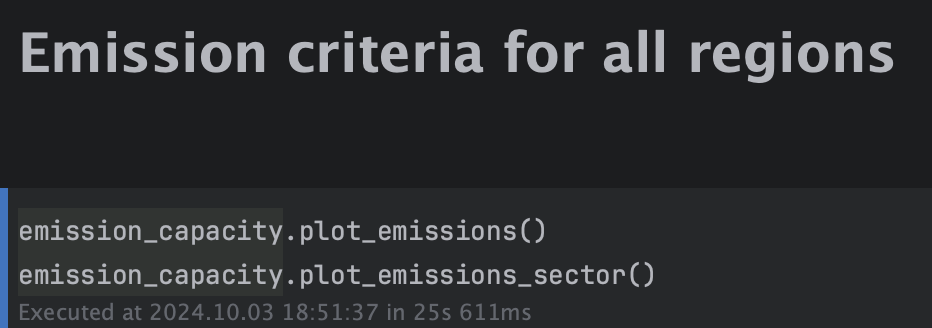 Emission criteria for all regions
emission_capacity.plot_emissions()
emission_capacity.plot_emissions_sector()
Executed at 2024.10.03 18:51:37 in 25s 611ms